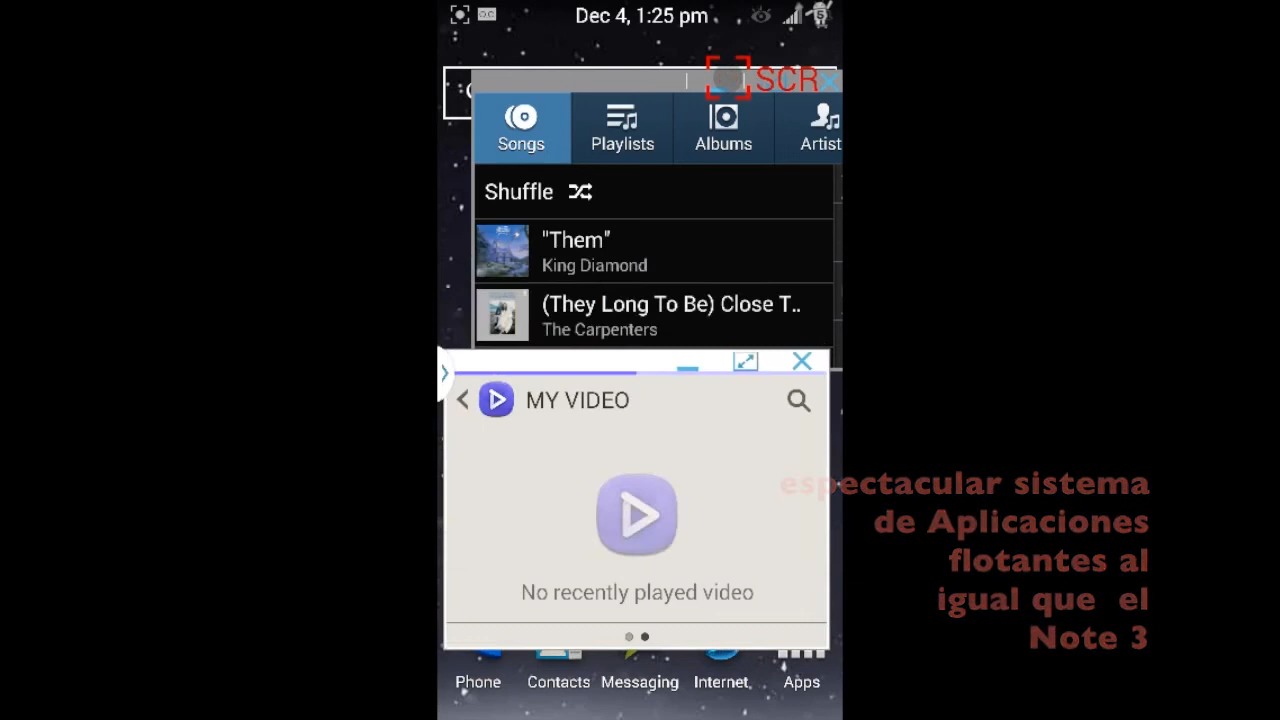 Dec 4, 1:25 pm
SCR
Songs
Playlists
Albums
Artist
Shuffle
"Them"
King Diamond
(They Long To Be) Close T..
The Carpenters
MY VIDEO
No recently played video
espectacular sistema
de Aplicaciones
flotantes al
igual que el
Note 3
Phone
Contacts
Messaging
Internet
Apps